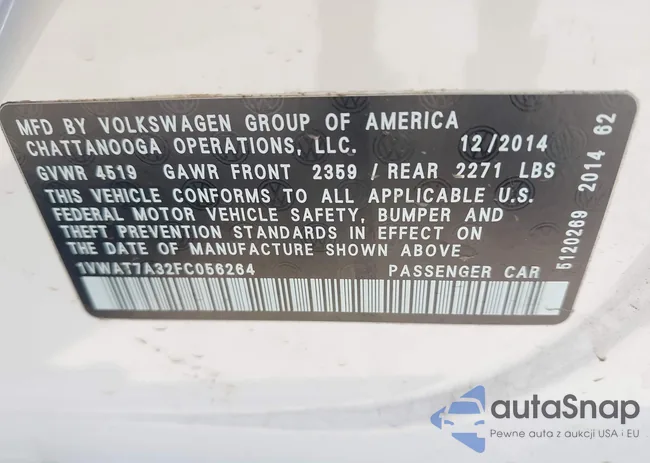 MFD BY VOLKSWAGEN GROUP OF AMERICA
CHATTANOOGA OPERATIONS, LLC. 12/2014
GVWR 4519 GAWR FRONT 2359 / REAR 2271 LBS
THIS VEHICLE CONFORMS TO ALL APPLICABLE U.S.
FEDERAL MOTOR VEHICLE SAFETY, BUMPER AND
THEFT PREVENTION STANDARDS IN EFFECT ON
THE DATE OF MANUFACTURE SHOWN ABOVE.
1VWAT7A32FC056264 PASSENGER CAR
5120269 2014 62
autaSnap
Pewne auta z aukcji USA i EU